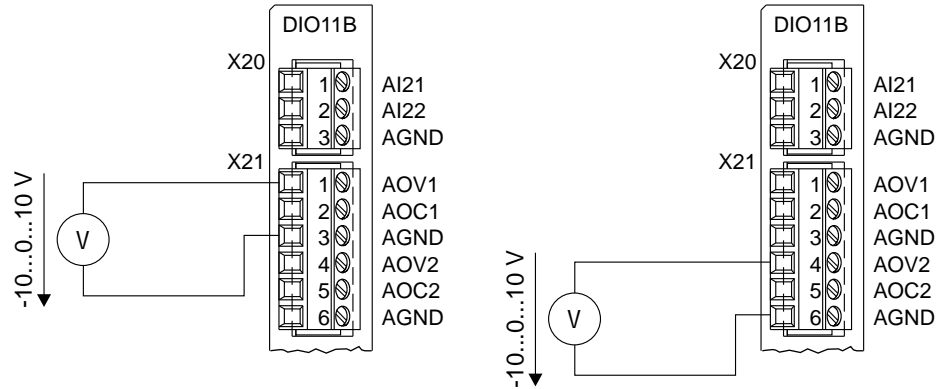 DIO11B
X20
1 AI21
2 AI22
3 AGND
X21
1 AOV1
2 AOC1
3 AGND
4 AOV2
5 AOC2
6 AGND
V
-10...0...10 V
DIO11B
X20
1 AI21
2 AI22
3 AGND
X21
1 AOV1
2 AOC1
3 AGND
4 AOV2
5 AOC2
6 AGND
V
-10...0...10 V